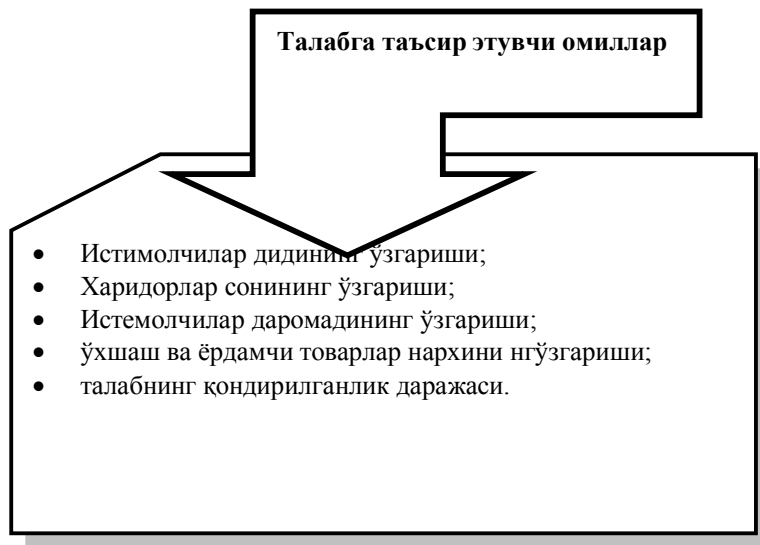 Талабга таъсир этувчи омиллар
• Истимолчилар дидининг ўзгариши;
• Харидорлар сонининг ўзгариши;
• Истемолчилар даромадининг ўзгариши;
• ўхшаш ва ёрдамчи товарлар нархини нгўзгариши;
• талабнинг қондирилганлик даражаси.